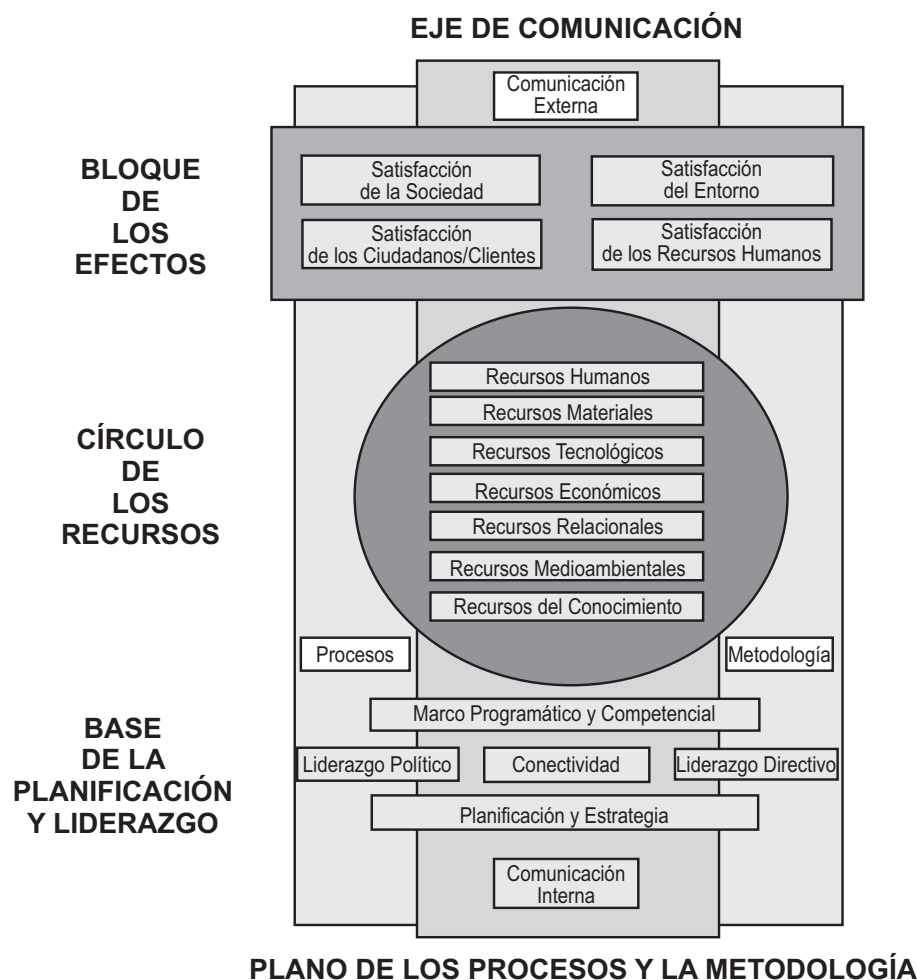 EJE DE COMUNICACIÓN
Comunicación
Externa
BLOQUE
DE
LOS
EFECTOS
Satisfacción
de la Sociedad
Satisfacción
del Entorno
Satisfacción
de los Ciudadanos/Clientes
Satisfacción
de los Recursos Humanos
CÍRCULO
DE
LOS
RECURSOS
Recursos Humanos
Recursos Materiales
Recursos Tecnológicos
Recursos Económicos
Recursos Relacionales
Recursos Medioambientales
Recursos del Conocimiento
Procesos
Metodología
BASE
DE LA
PLANIFICACIÓN
Y LIDERAZGO
Marco Programático y Competencial
Liderazgo Político
Conectividad
Liderazgo Directivo
Planificación y Estrategia
Comunicación
Interna
PLANO DE LOS PROCESOS Y LA METODOLOGÍA